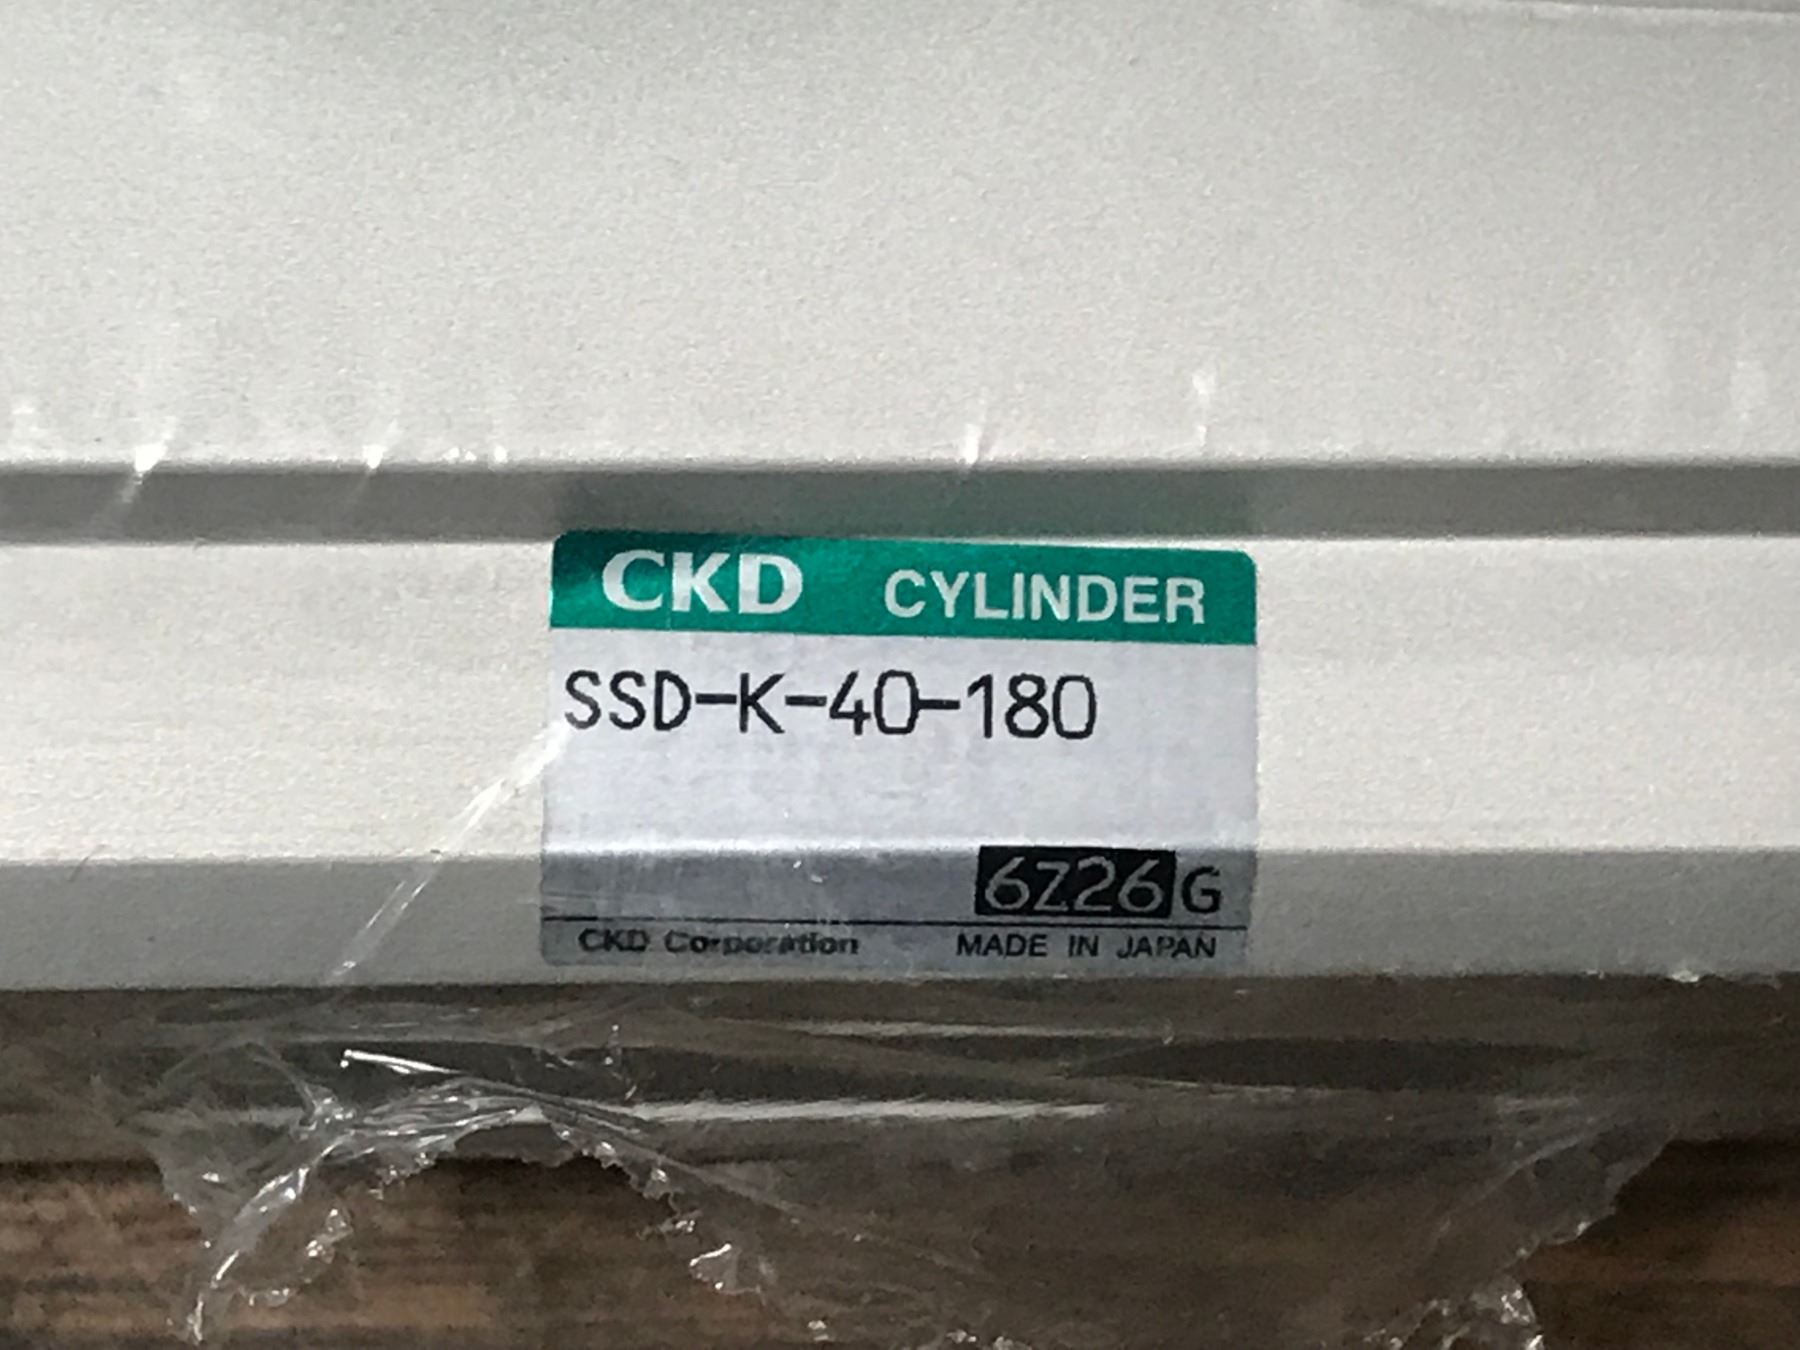 CKD CYLINDER
SSD-K-40-180
6Z26 G
CKD Corporation MADE IN JAPAN